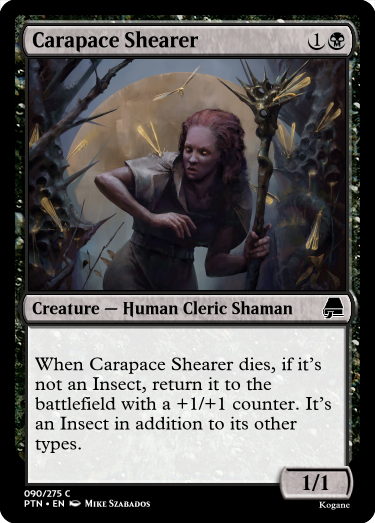 Carapace Shearer 1
Creature — Human Cleric Shaman
When Carapace Shearer dies, if it's
not an Insect, return it to the
battlefield with a +1/+1 counter. It's
an Insect in addition to its other
types.
1/1
090/275 C
PTN • EN Mike Szabados
Kogane